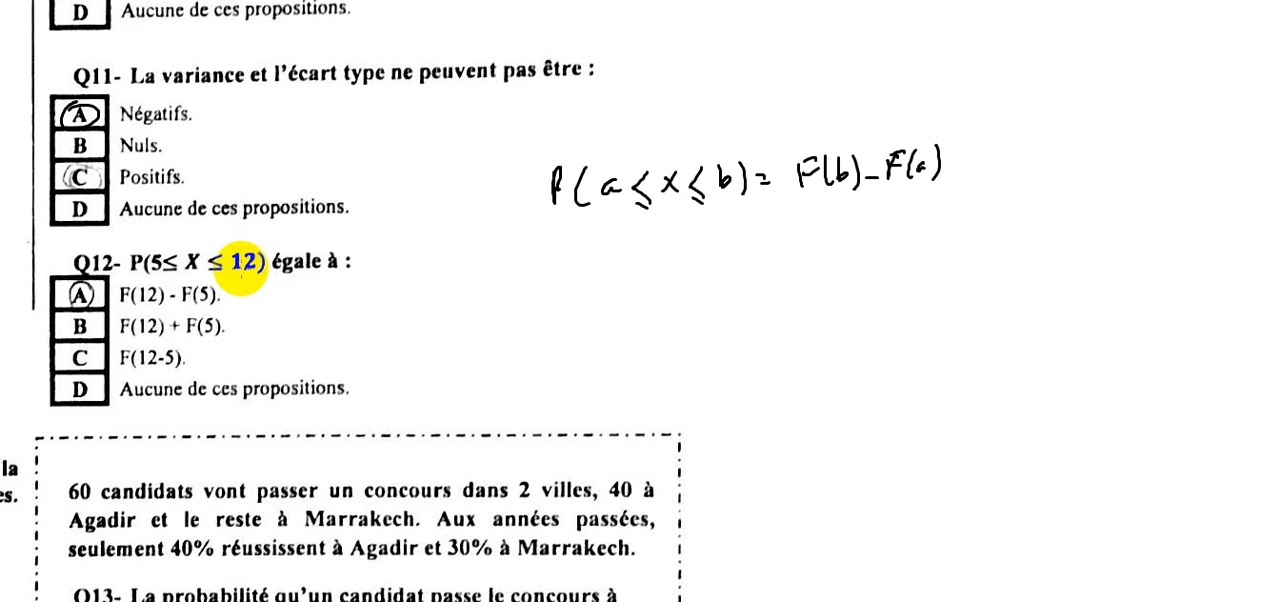 D Aucune de ces propositions.
Q11- La variance et l'écart type ne peuvent pas être :
A Négatifs.
B Nuls.
C Positifs.
D Aucune de ces propositions.
P(a ≤ x ≤ b) = F(b) - F(a)
Q12- P(5≤ X ≤ 12) égale à :
A F(12) - F(5).
B F(12) + F(5).
C F(12-5).
D Aucune de ces propositions.
la
es.
60 candidats vont passer un concours dans 2 villes, 40 à
Agadir et le reste à Marrakech. Aux années passées,
seulement 40% réussissent à Agadir et 30% à Marrakech.
Q13- La probabilité qu'un candidat passe le concours à